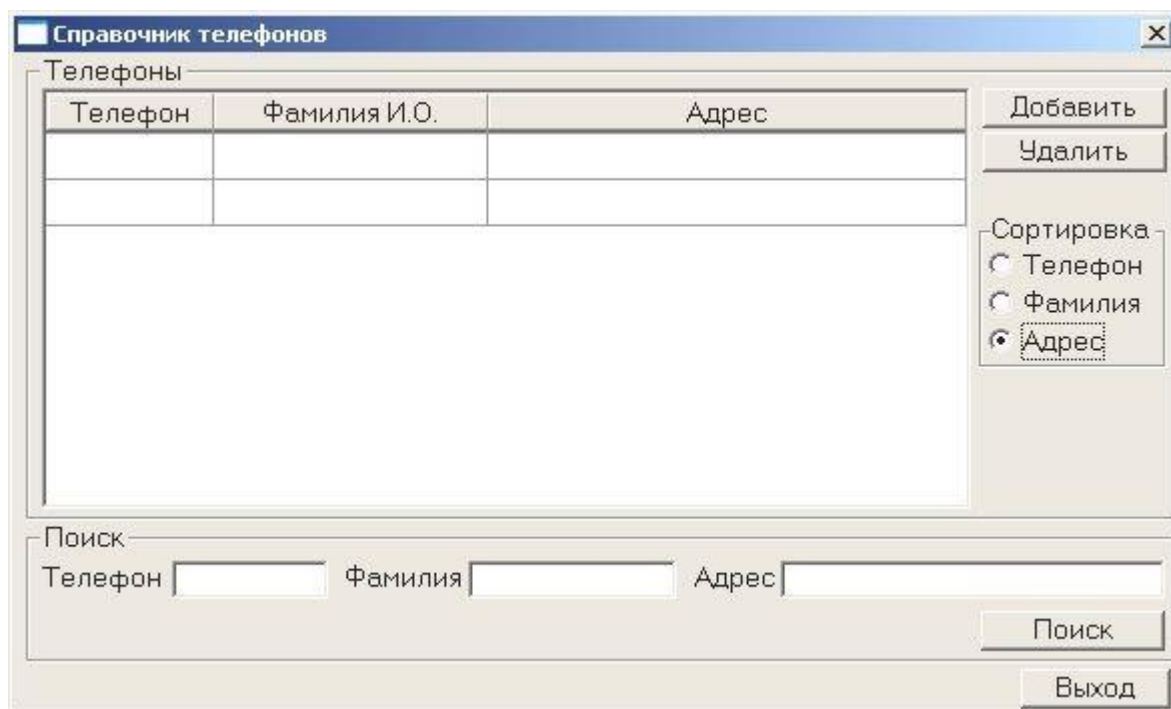 Справочник телефонов
Телефоны
Телефон Фамилия И.О. Адрес
Добавить
Удалить
Сортировка
Телефон
Фамилия
Адрес
Поиск
Телефон Фамилия Адрес
Поиск
Выход